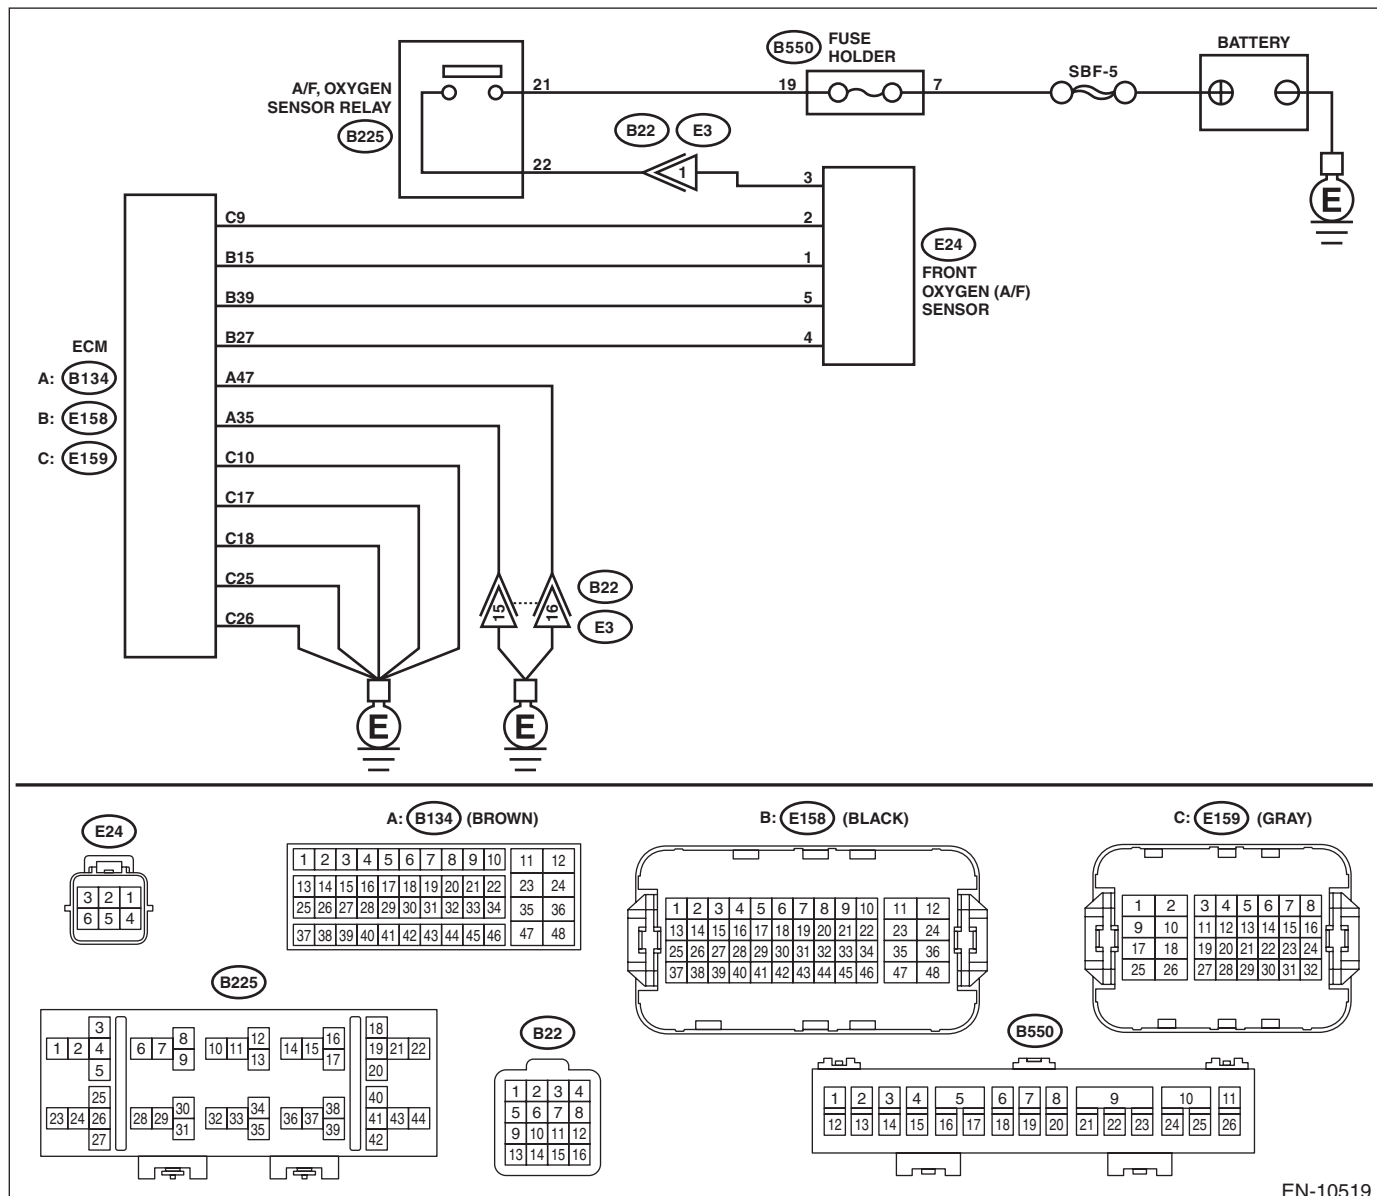 B550 FUSE HOLDER
BATTERY
SBF-5
A/F, OXYGEN SENSOR RELAY
B225
21
19
7
B22 E3
22
1
3
C9
2
B15
1
B39
5
B27
4
E24
FRONT OXYGEN (A/F) SENSOR
E
ECM
A: B134
B: E158
C: E159
A47
A35
C10
C17
C18
C25
C26
15
16
B22
E3
E
E
E24
3 2 1
6 5 4
A: B134 (BROWN)
1 2 3 4 5 6 7 8 9 10 11 12
13 14 15 16 17 18 19 20 21 22 23 24
25 26 27 28 29 30 31 32 33 34 35 36
37 38 39 40 41 42 43 44 45 46 47 48
B: E158 (BLACK)
1 2 3 4 5 6 7 8 9 10 11 12
13 14 15 16 17 18 19 20 21 22 23 24
25 26 27 28 29 30 31 32 33 34 35 36
37 38 39 40 41 42 43 44 45 46 47 48
C: E159 (GRAY)
1 2 3 4 5 6 7 8
9 10 11 12 13 14 15 16
17 18 19 20 21 22 23 24
25 26 27 28 29 30 31 32
B225
3 8 12 16 18
1 2 4 6 7 10 11 14 15 19 21 22
9 13 17
5 20
25 30 34 38 40
23 24 26 28 29 32 33 36 37 41 43 44
31 35 39
27 42
B22
1 2 3 4
5 6 7 8
9 10 11 12
13 14 15 16
B550
1 2 3 4 5 6 7 8 9 10 11
12 13 14 15 16 17 18 19 20 21 22 23 24 25 26
EN-10519